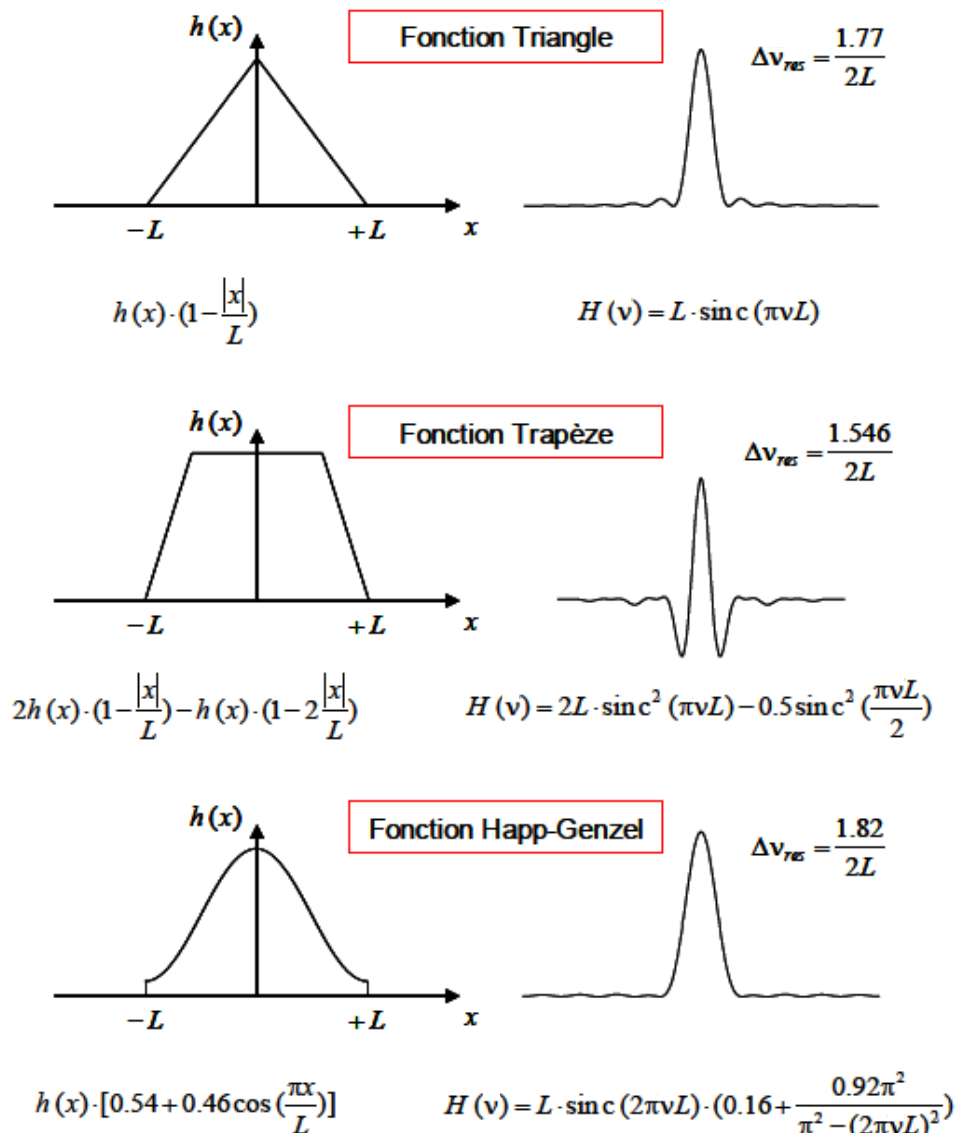 h(x)
Fonction Triangle
Δν_res = 1.77/2L
−L +L x
h(x)·(1−|x|/L)
H(ν) = L·sinc(πνL)
h(x)
Fonction Trapèze
Δν_res = 1.546/2L
−L +L x
2h(x)·(1−|x|/L)−h(x)·(1−2|x|/L)
H(ν) = 2L·sinc²(πνL)−0.5sinc²(πνL/2)
h(x)
Fonction Happ-Genzel
Δν_res = 1.82/2L
−L +L x
h(x)·[0.54+0.46cos(πx/L)]
H(ν) = L·sinc(2πνL)·(0.16+0.92π²/π²−(2πνL)²)